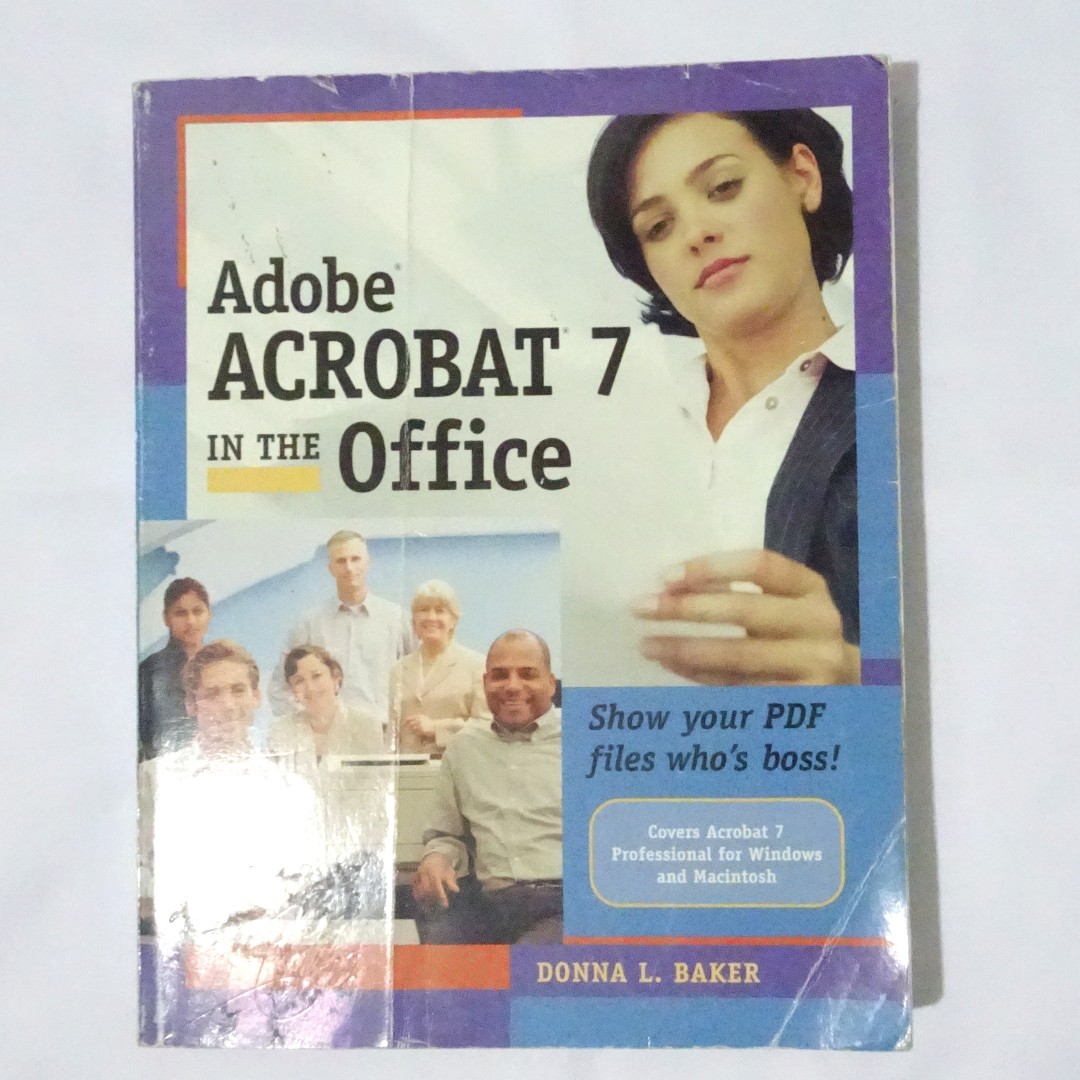 Adobe®
ACROBAT® 7
IN THE Office
Show your PDF
files who's boss!
Covers Acrobat 7
Professional for Windows
and Macintosh
DONNA L. BAKER